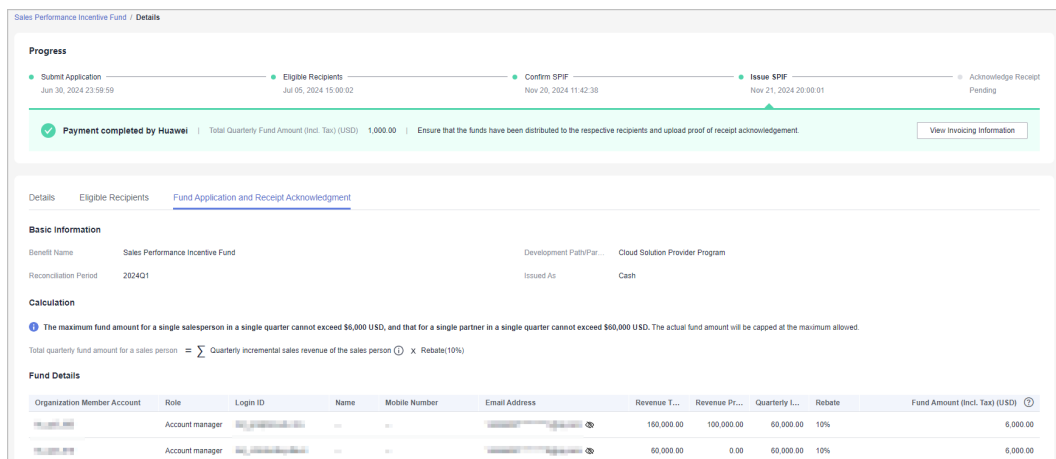 Sales Performance Incentive Fund / Details
Progress
Submit Application Eligible Recipients Confirm SPIF Issue SPIF Acknowledge Receipt
Jun 30, 2024 23:59:59 Jul 05, 2024 15:00:02 Nov 20, 2024 11:42:38 Nov 21, 2024 20:00:01 Pending
Payment completed by Huawei | Total Quarterly Fund Amount (Incl. Tax) (USD) 1,000.00 | Ensure that the funds have been distributed to the respective recipients and upload proof of receipt acknowledgement. View Invoicing Information
Details Eligible Recipients Fund Application and Receipt Acknowledgment
Basic Information
Benefit Name Sales Performance Incentive Fund Development Path/Par... Cloud Solution Provider Program
Reconciliation Period 2024Q1 Issued As Cash
Calculation
The maximum fund amount for a single salesperson in a single quarter cannot exceed $6,000 USD, and that for a single partner in a single quarter cannot exceed $60,000 USD. The actual fund amount will be capped at the maximum allowed.
Total quarterly fund amount for a sales person = ∑ Quarterly incremental sales revenue of the sales person x Rebate(10%)
Fund Details
Organization Member Account Role Login ID Name Mobile Number Email Address Revenue T... Revenue Pr... Quarterly I... Rebate Fund Amount (Incl. Tax) (USD)
Account manager 160,000.00 100,000.00 60,000.00 10% 6,000.00
Account manager 60,000.00 0.00 60,000.00 10% 6,000.00